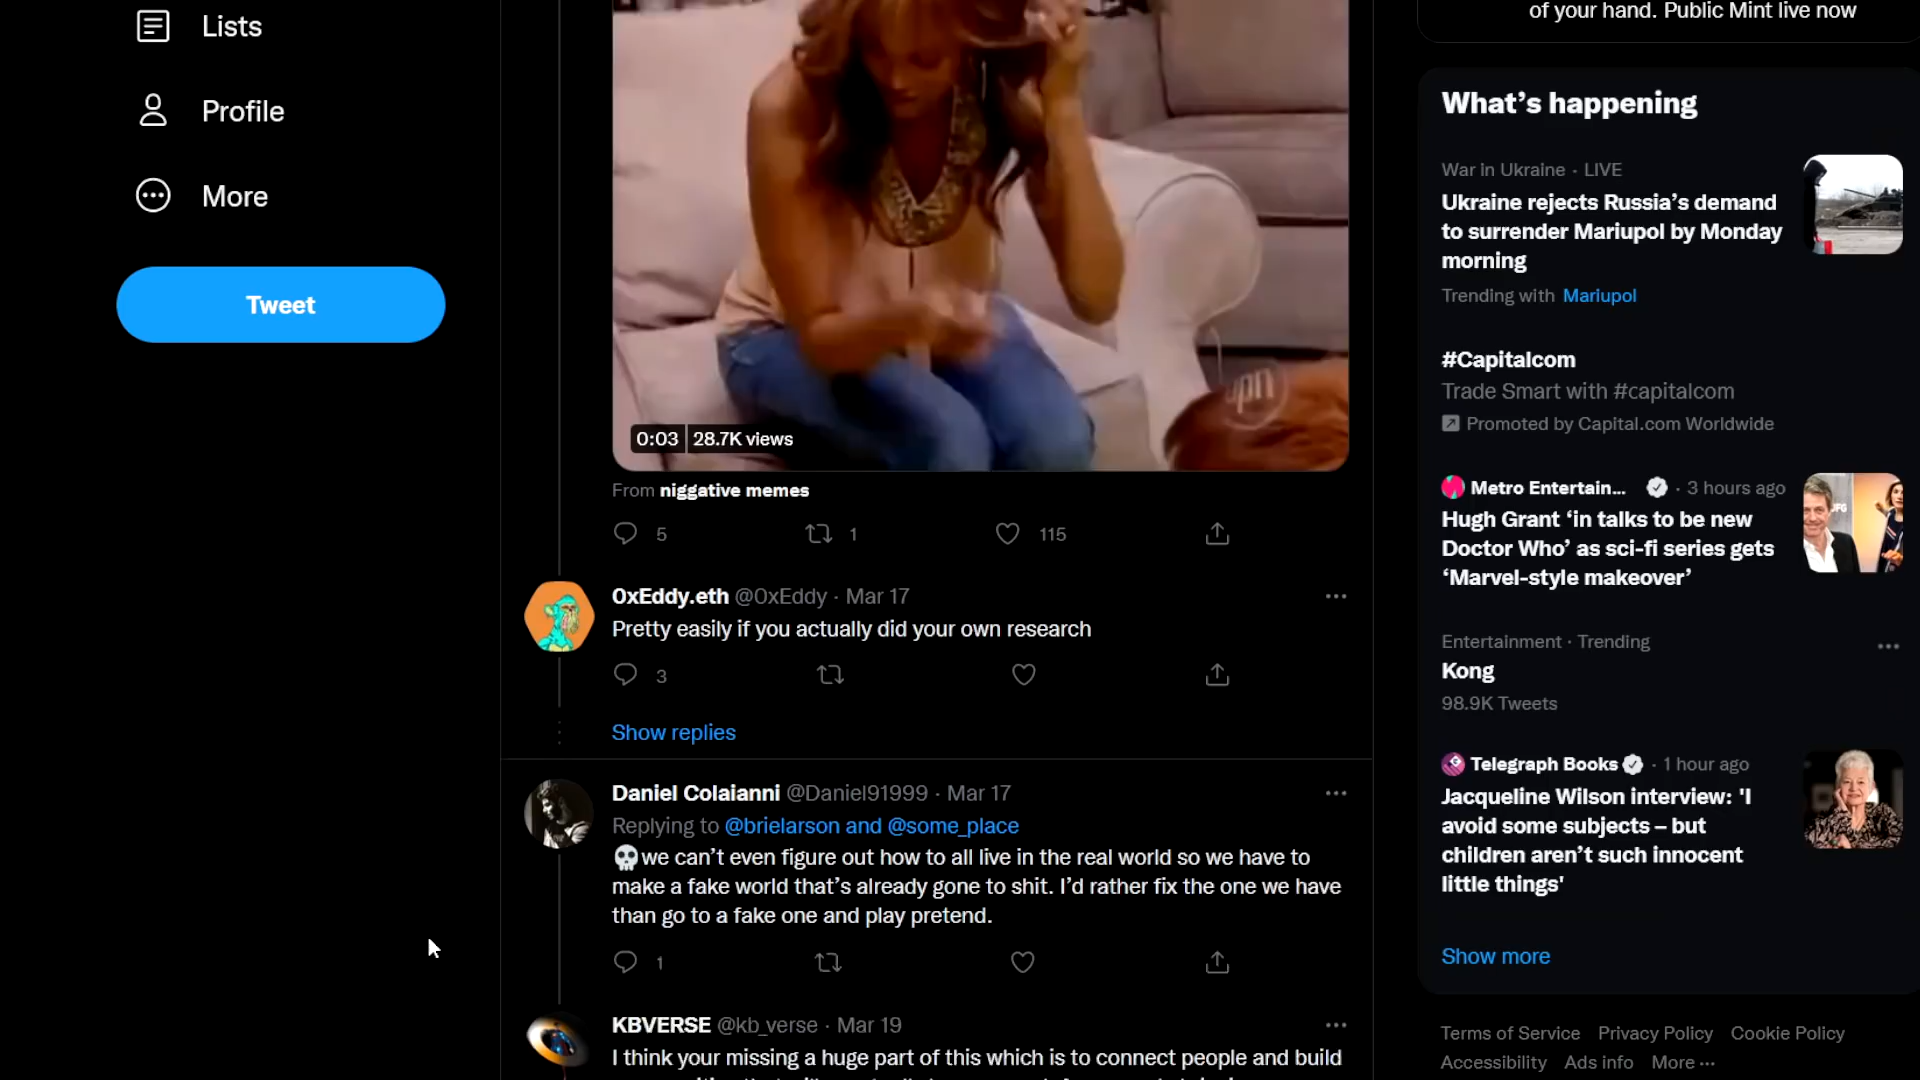 Lists
Profile
More
Tweet
upn
0:03 28.7K views
From niggative memes
5 1 115
0xEddy.eth @0xEddy · Mar 17
Pretty easily if you actually did your own research
3
Show replies
Daniel Colaianni @Daniel91999 · Mar 17
Replying to @brielarson and @some_place
💀we can’t even figure out how to all live in the real world so we have to
make a fake world that’s already gone to shit. I’d rather fix the one we have
than go to a fake one and play pretend.
1
KBVERSE @kb_verse · Mar 19
I think your missing a huge part of this which is to connect people and build
of your hand. Public Mint live now
What’s happening
War in Ukraine · LIVE
Ukraine rejects Russia’s demand
to surrender Mariupol by Monday
morning
Trending with Mariupol
#Capitalcom
Trade Smart with #capitalcom
Promoted by Capital.com Worldwide
Metro Entertain... · 3 hours ago
Hugh Grant ‘in talks to be new
Doctor Who’ as sci-fi series gets
‘Marvel-style makeover’
Entertainment · Trending
Kong
98.9K Tweets
Telegraph Books · 1 hour ago
Jacqueline Wilson interview: 'I
avoid some subjects – but
children aren’t such innocent
little things'
Show more
Terms of Service Privacy Policy Cookie Policy
Accessibility Ads info More ···